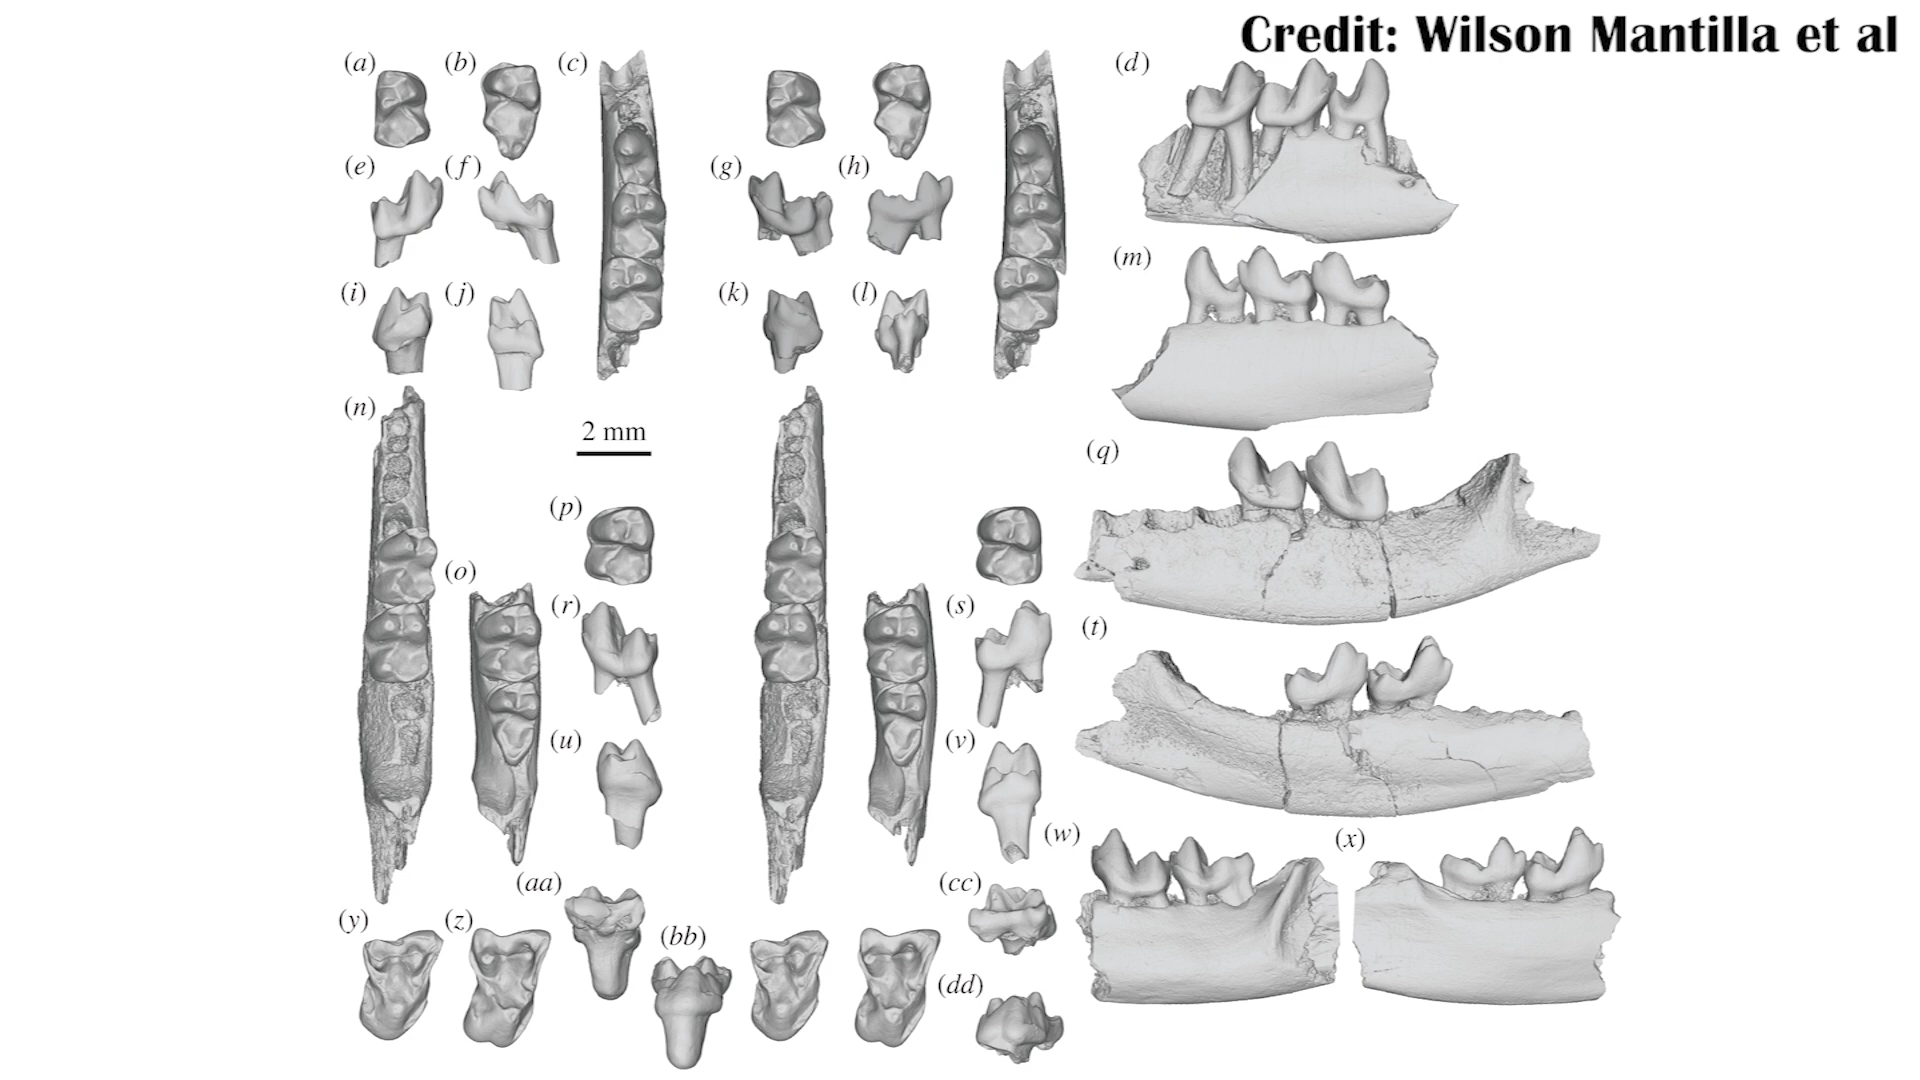 Credit: Wilson Mantilla et al
(a) (b) (c) (d)
(e) (f) (g) (h)
(m)
(i) (j) (k) (l)
(n)
2 mm
(q)
(p)
(o)
(r) (s)
(t)
(u) (v)
(w) (x)
(aa) (cc)
(y) (z)
(bb)
(dd)